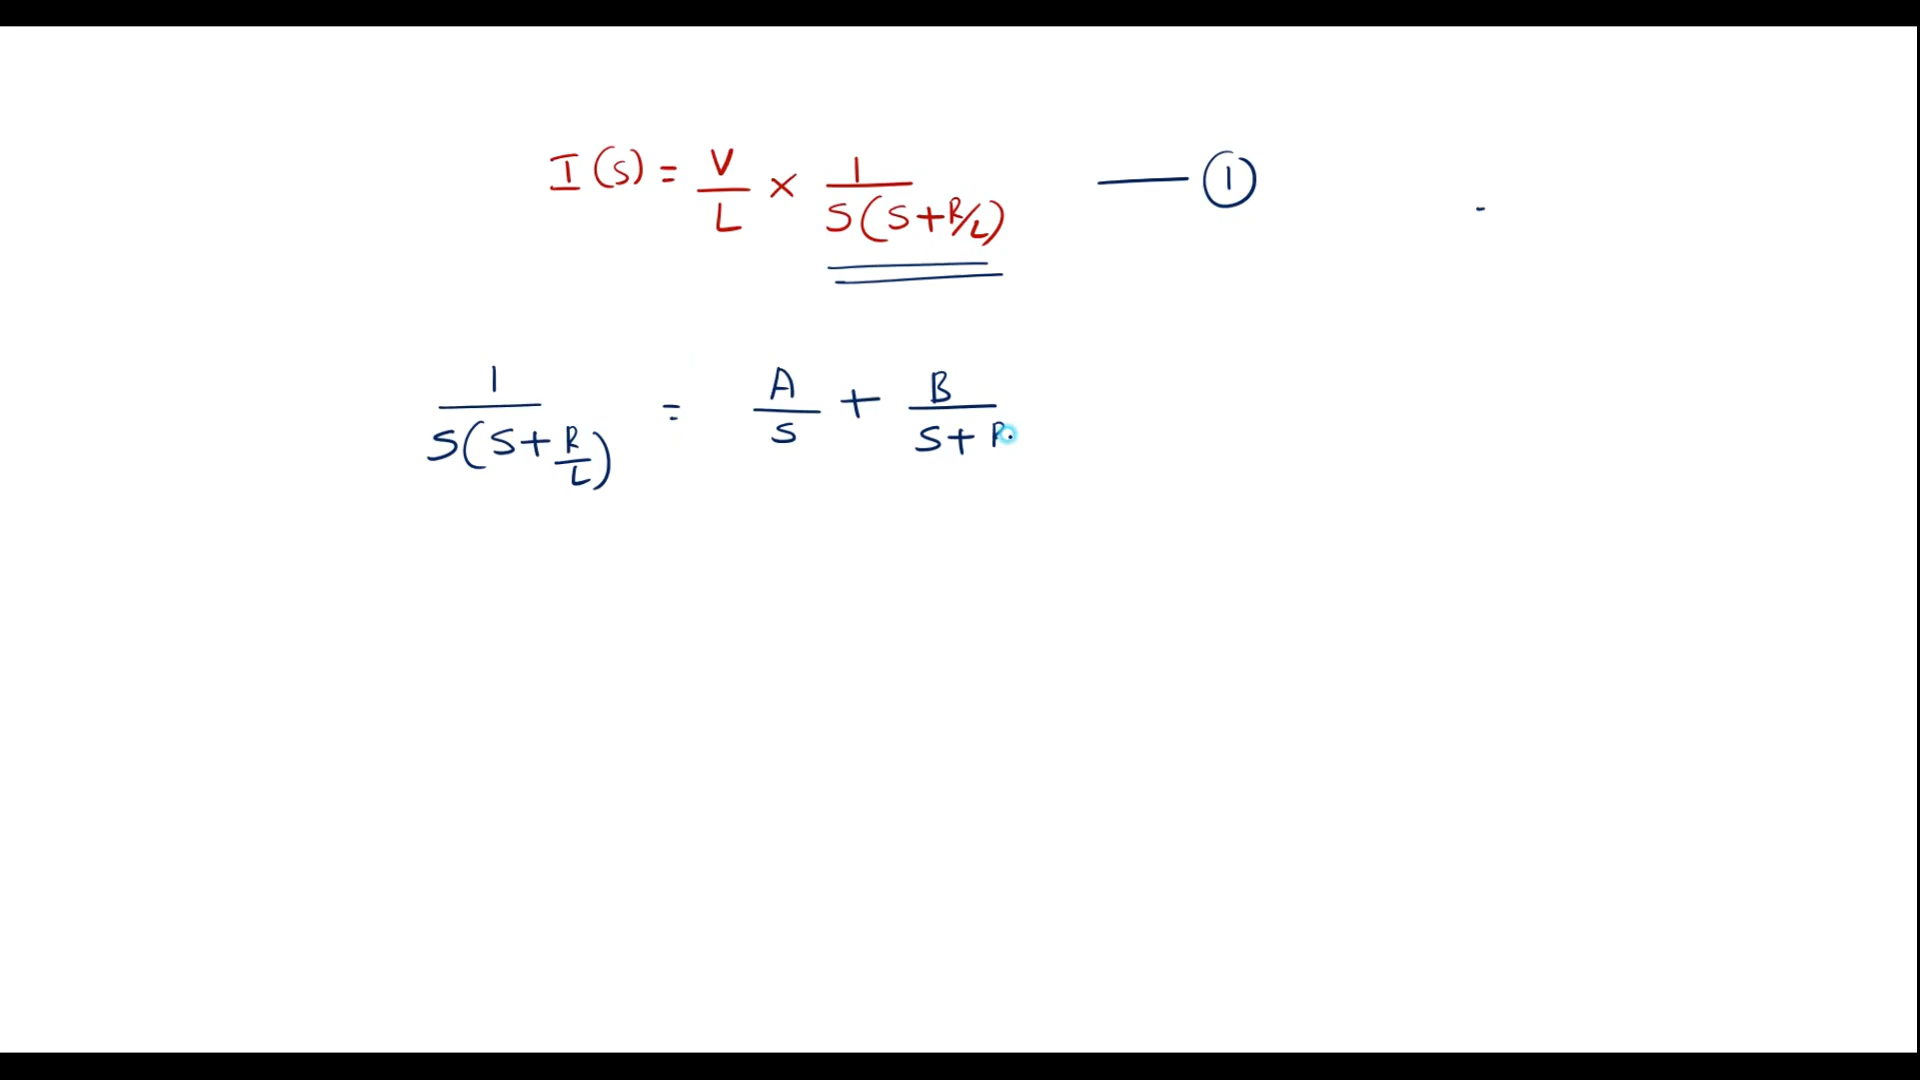 I(S) = V/L × 1/S(S+R/L) —— ①
1/S(S+R/L) = A/S + B/S+R